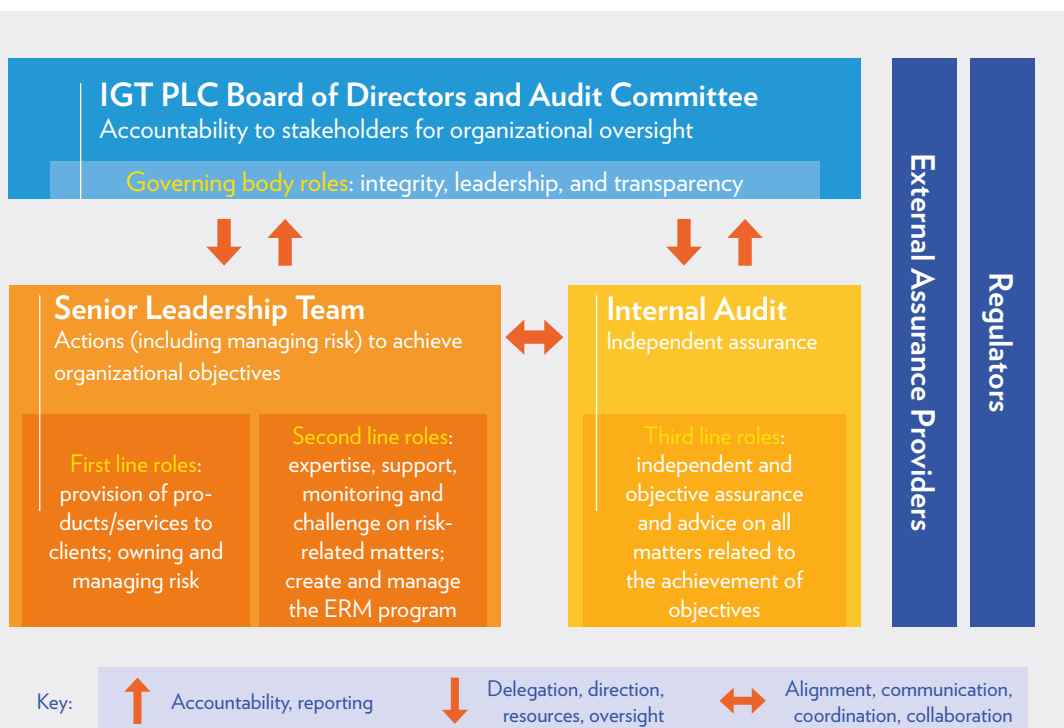 IGT PLC Board of Directors and Audit Committee
Accountability to stakeholders for organizational oversight
Governing body roles: integrity, leadership, and transparency
Senior Leadership Team
Actions (including managing risk) to achieve
organizational objectives
First line roles:
provision of pro-
ducts/services to
clients; owning and
managing risk
Second line roles:
expertise, support,
monitoring and
challenge on risk-
related matters;
create and manage
the ERM program
Internal Audit
Independent assurance
Third line roles:
independent and
objective assurance
and advice on all
matters related to
the achievement of
objectives
External Assurance Providers
Regulators
Key:
Accountability, reporting
Delegation, direction,
resources, oversight
Alignment, communication,
coordination, collaboration